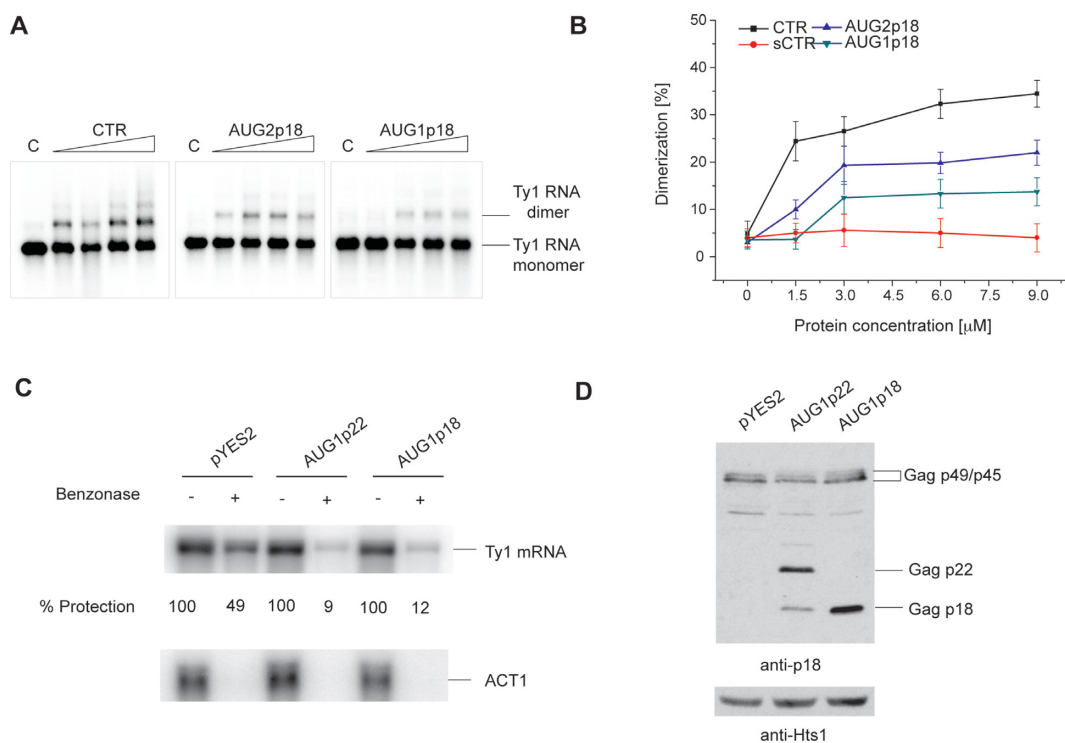 A
C
CTR
C
AUG2p18
C
AUG1p18
Ty1 RNA
dimer
Ty1 RNA
monomer
B
CTR
AUG2p18
sCTR
AUG1p18
50
40
30
20
10
0
Dimerization [%]
0
1.5
3.0
4.5
6.0
7.5
9.0
Protein concentration [μM]
C
pYES2
AUG1p22
AUG1p18
Benzonase
-
+
-
+
-
+
Ty1 mRNA
% Protection
100
49
100
9
100
12
ACT1
D
pYES2
AUG1p22
AUG1p18
Gag p49/p45
Gag p22
Gag p18
anti-p18
anti-Hts1